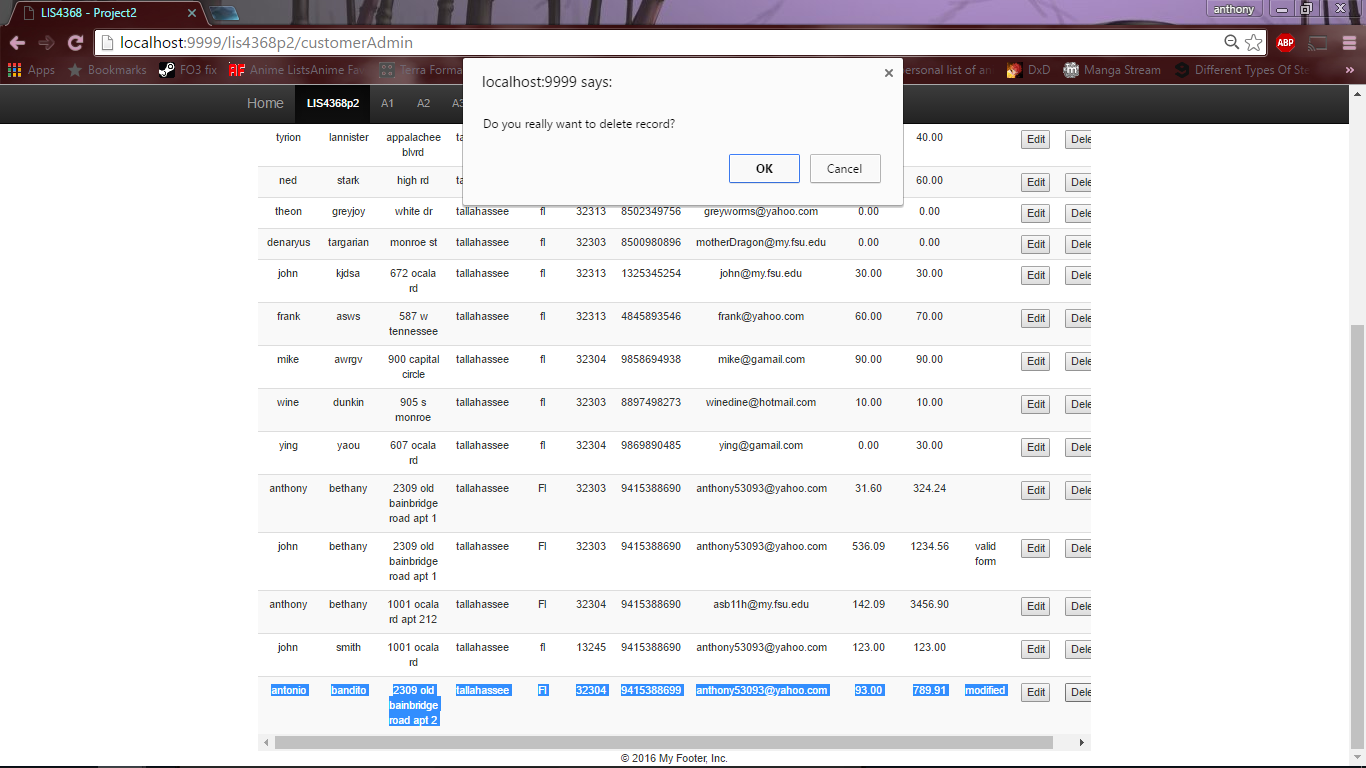 LIS4368 - Project2
anthony
localhost:9999/lis4368p2/customerAdmin
ABP
Apps Bookmarks FO3 fix Anime ListsAnime Fav Terra Forma personal list of an DxD Manga Stream Different Types Of Ste »
localhost:9999 says:
Do you really want to delete record?
OK Cancel
Home LIS4368p2 A1 A2 A3
tyrion lannister appalachee 40.00 Edit Dele
blvrd
ned stark high rd 60.00 Edit Dele
theon greyjoy white dr tallahassee fl 32313 8502349756 greyworms@yahoo.com 0.00 0.00 Edit Dele
denaryus targarian monroe st tallahassee fl 32303 8500980896 motherDragon@my.fsu.edu 0.00 0.00 Edit Dele
john kjdsa 672 ocala tallahassee fl 32313 1325345254 john@my.fsu.edu 30.00 30.00 Edit Dele
rd
frank asws 587 w tallahassee fl 32313 4845893546 frank@yahoo.com 60.00 70.00 Edit Dele
tennessee
mike awrgv 900 capital tallahassee fl 32304 9858694938 mike@gamail.com 90.00 90.00 Edit Dele
circle
wine dunkin 905 s tallahassee fl 32303 8897498273 winedine@hotmail.com 10.00 10.00 Edit Dele
monroe
ying yaou 607 ocala tallahassee fl 32304 9869890485 ying@gamail.com 0.00 30.00 Edit Dele
rd
anthony bethany 2309 old tallahassee Fl 32303 9415388690 anthony53093@yahoo.com 31.60 324.24 Edit Dele
bainbridge
road apt 1
john bethany 2309 old tallahassee Fl 32303 9415388690 anthony53093@yahoo.com 536.09 1234.56 valid Edit Dele
bainbridge form
road apt 1
anthony bethany 1001 ocala tallahassee Fl 32304 9415388690 asb11h@my.fsu.edu 142.09 3456.90 Edit Dele
rd apt 212
john smith 1001 ocala tallahassee fl 13245 9415388690 anthony53093@yahoo.com 123.00 123.00 Edit Dele
rd
antonio bandito 2309 old tallahassee Fl 32304 9415388699 anthony53093@yahoo.com 93.00 789.91 modified Edit Dele
bainbridge
road apt 2
© 2016 My Footer, Inc.